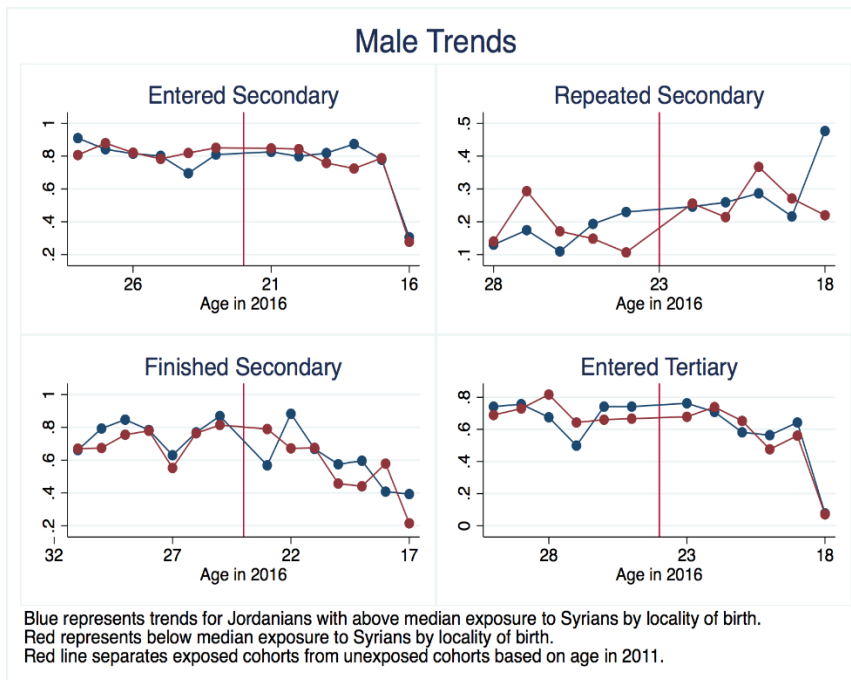 Male Trends
Entered Secondary
1
.8
.6
.4
.2
26
21
16
Age in 2016
Repeated Secondary
.5
.4
.3
.2
.1
28
23
18
Age in 2016
Finished Secondary
1
.8
.6
.4
.2
32
27
22
17
Age in 2016
Entered Tertiary
.8
.6
.4
.2
0
28
23
18
Age in 2016
Blue represents trends for Jordanians with above median exposure to Syrians by locality of birth.
Red represents below median exposure to Syrians by locality of birth.
Red line separates exposed cohorts from unexposed cohorts based on age in 2011.